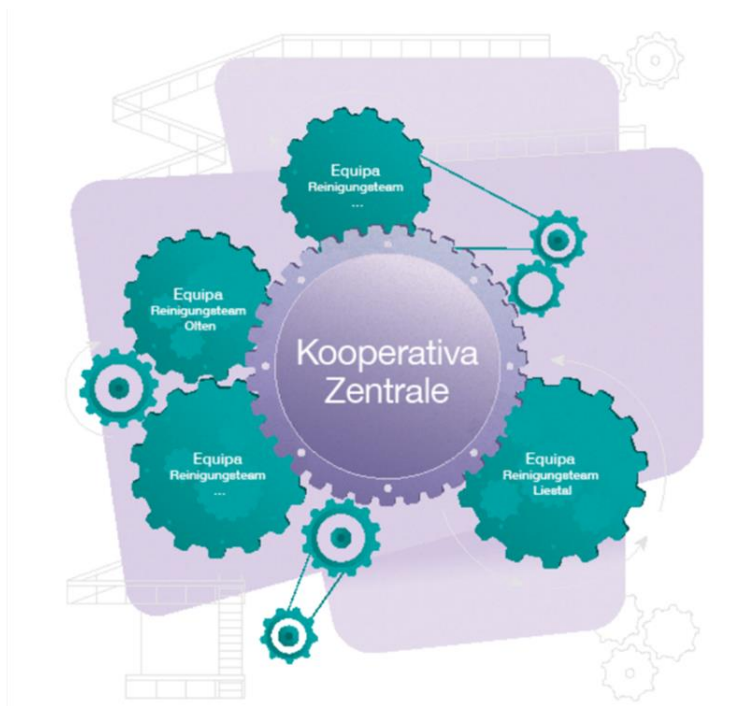 Equipa
Reinigungsteam
...
Equipa
Reinigungsteam
Olten
Kooperativa
Zentrale
Equipa
Reinigungsteam
...
Equipa
Reinigungsteam
Liestal